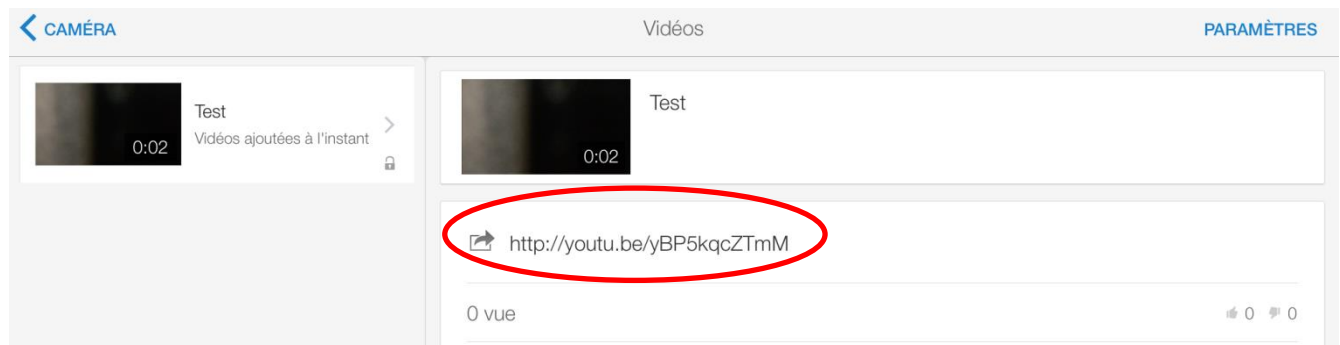 CAMÉRA
Vidéos
PARAMÈTRES
0:02
Test
Vidéos ajoutées à l'instant
0:02
Test
http://youtu.be/yBP5kqcZTmM
0 vue
0 0